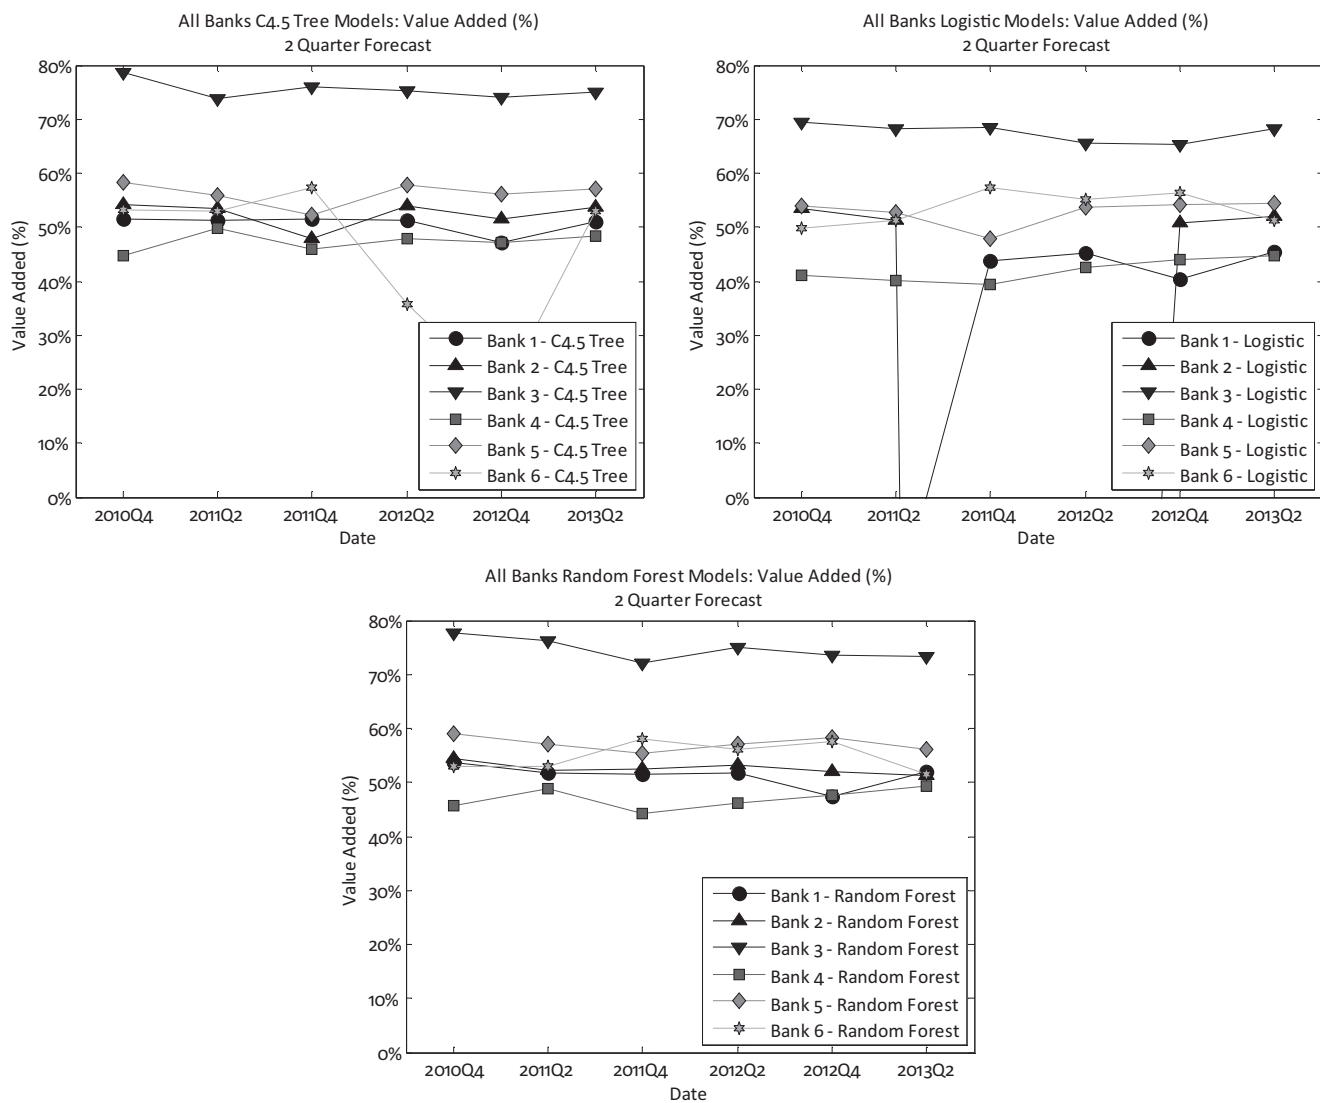 All Banks C4.5 Tree Models: Value Added (%)
2 Quarter Forecast
Value Added (%)
80%
70%
60%
50%
40%
30%
20%
10%
0%
2010Q4 2011Q2 2011Q4 2012Q2 2012Q4 2013Q2
Date
Bank 1 - C4.5 Tree
Bank 2 - C4.5 Tree
Bank 3 - C4.5 Tree
Bank 4 - C4.5 Tree
Bank 5 - C4.5 Tree
Bank 6 - C4.5 Tree
All Banks Logistic Models: Value Added (%)
2 Quarter Forecast
Value Added (%)
80%
70%
60%
50%
40%
30%
20%
10%
0%
2010Q4 2011Q2 2011Q4 2012Q2 2012Q4 2013Q2
Date
Bank 1 - Logistic
Bank 2 - Logistic
Bank 3 - Logistic
Bank 4 - Logistic
Bank 5 - Logistic
Bank 6 - Logistic
All Banks Random Forest Models: Value Added (%)
2 Quarter Forecast
Value Added (%)
80%
70%
60%
50%
40%
30%
20%
10%
0%
2010Q4 2011Q2 2011Q4 2012Q2 2012Q4 2013Q2
Date
Bank 1 - Random Forest
Bank 2 - Random Forest
Bank 3 - Random Forest
Bank 4 - Random Forest
Bank 5 - Random Forest
Bank 6 - Random Forest